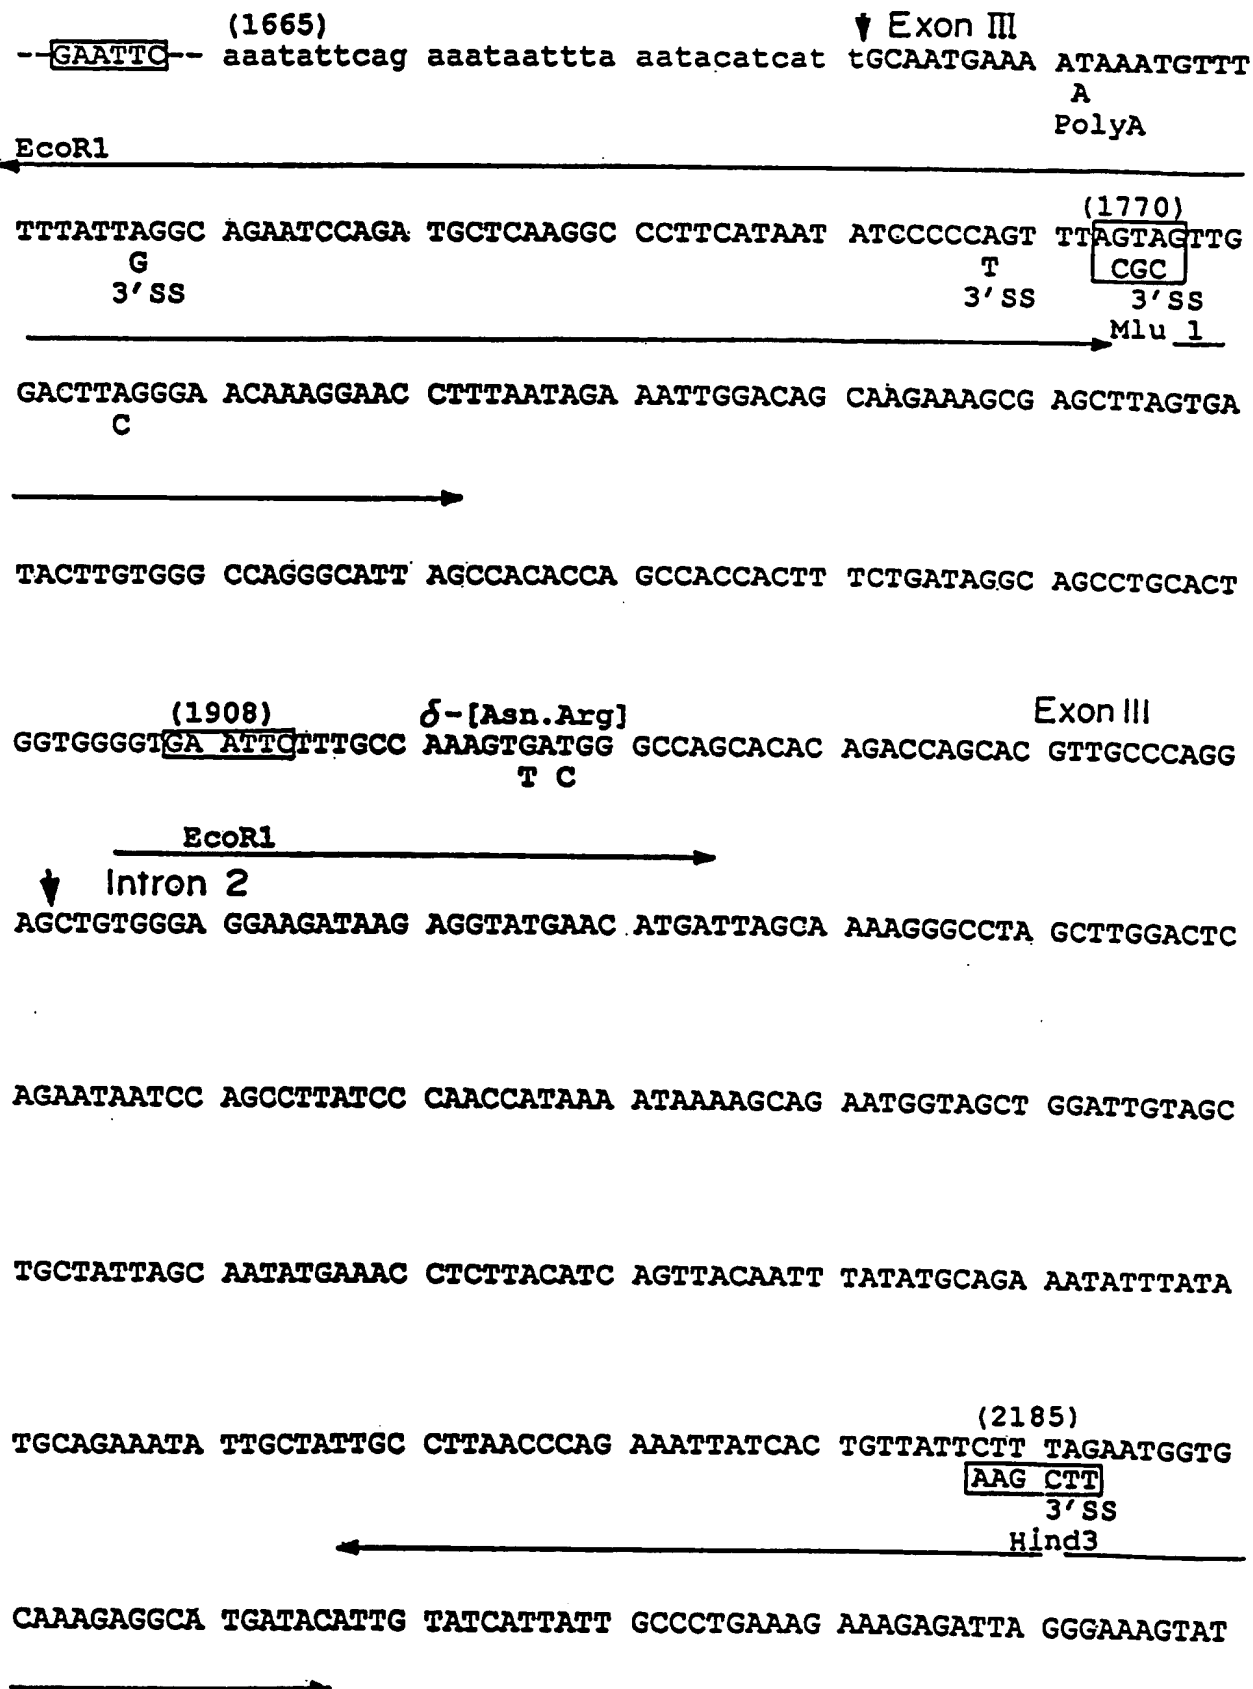 (1665) Exon III
--GAATTC-- aaatattcag aaataattta aatacatcat tGCAATGAAA ATAAATGTTT
A
PolyA
EcoR1
(1770)
TTTATTAGGC AGAATCCAGA TGCTCAAGGC CCTTCATAAT ATCCCCCAGT TTAGTAGTTG
G T CGC
3'SS 3'SS 3'SS
Mlu 1
GACTTAGGGA ACAAAGGAAC CTTTAATAGA AATTGGACAG CAAGAAAGCG AGCTTAGTGA
C
TACTTGTGGG CCAGGGCATT AGCCACACCA GCCACCACTT TCTGATAGGC AGCCTGCACT
(1908) δ-[Asn.Arg] Exon III
GGTGGGGTGA ATTCTTTGCC AAAGTGATGG GCCAGCACAC AGACCAGCAC GTTGCCCAGG
T C
EcoR1
Intron 2
AGCTGTGGGA GGAAGATAAG AGGTATGAAC ATGATTAGCA AAAGGGCCTA GCTTGGACTC
AGAATAATCC AGCCTTATCC CAACCATAAA ATAAAAGCAG AATGGTAGCT GGATTGTAGC
TGCTATTAGC AATATGAAAC CTCTTACATC AGTTACAATT TATATGCAGA AATATTTATA
(2185)
TGCAGAAATA TTGCTATTGC CTTAACCCAG AAATTATCAC TGTTATTCTT TAGAATGGTG
AAG CTT
3'SS
Hind3
CAAAGAGGCA TGATACATTG TATCATTATT GCCCTGAAAG AAAGAGATTA GGGAAAGTAT